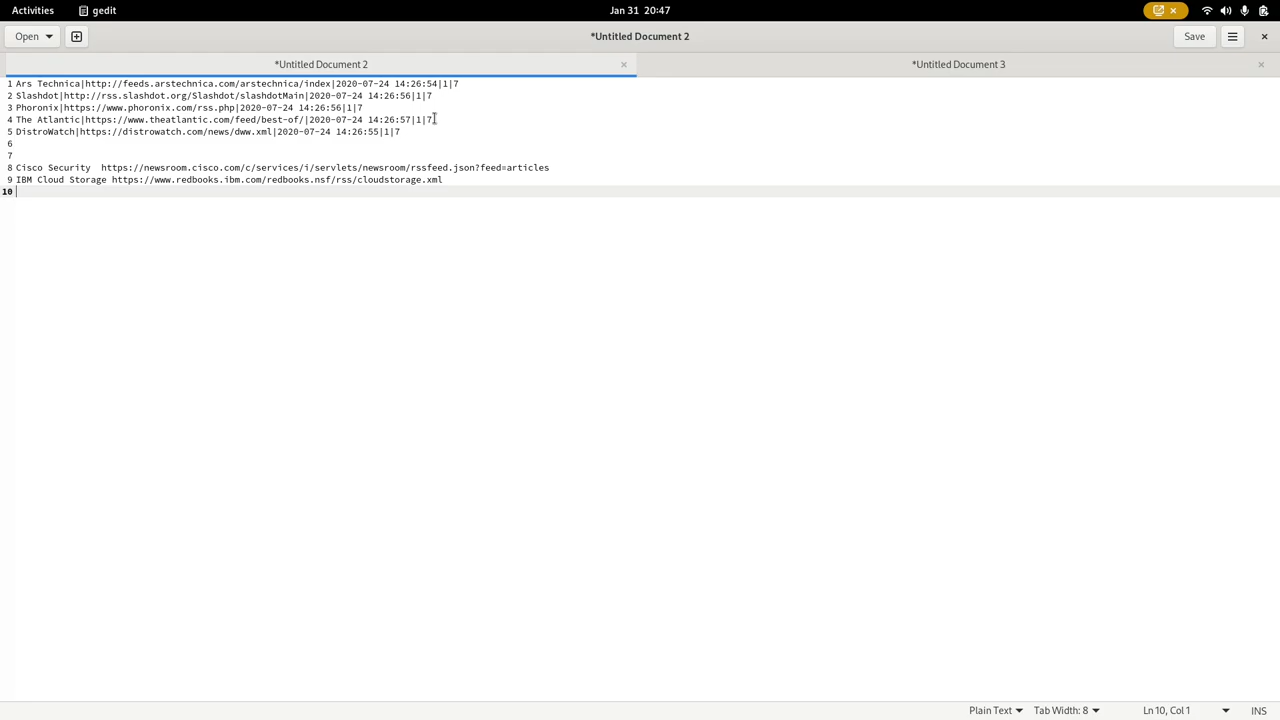 Activities gedit Jan 31 20:47
Open *Untitled Document 2 Save
*Untitled Document 2 *Untitled Document 3
1 Ars Technica|http://feeds.arstechnica.com/arstechnica/index|2020-07-24 14:26:54|1|7
2 Slashdot|http://rss.slashdot.org/Slashdot/slashdotMain|2020-07-24 14:26:56|1|7
3 Phoronix|https://www.phoronix.com/rss.php|2020-07-24 14:26:56|1|7
4 The Atlantic|https://www.theatlantic.com/feed/best-of/|2020-07-24 14:26:57|1|7
5 DistroWatch|https://distrowatch.com/news/dww.xml|2020-07-24 14:26:55|1|7
6
7
8 Cisco Security  https://newsroom.cisco.com/c/services/i/servlets/newsroom/rssfeed.json?feed=articles
9 IBM Cloud Storage https://www.redbooks.ibm.com/redbooks.nsf/rss/cloudstorage.xml
10
Plain Text Tab Width: 8 Ln 10, Col 1 INS